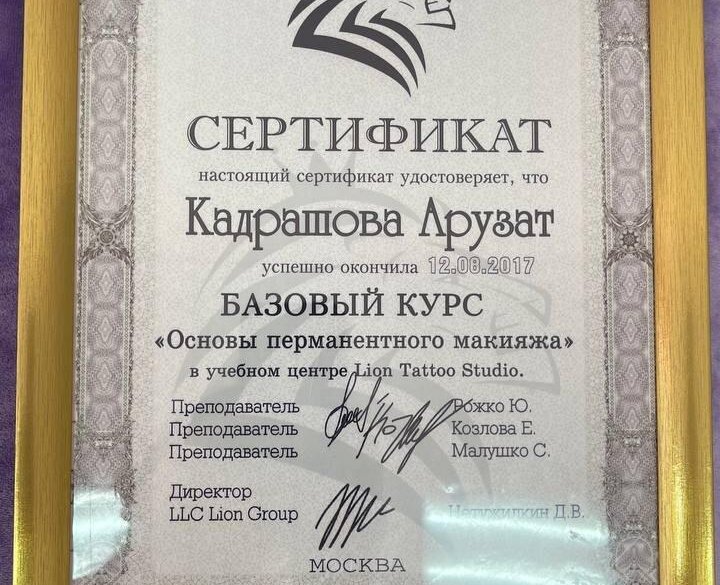 СЕРТИФИКАТ
настоящий сертификат удостоверяет, что
Кадрашова Арузат
успешно окончила 12.08.2017
БАЗОВЫЙ КУРС
«Основы перманентного макияжа»
в учебном центре Lion Tattoo Studio.
Преподаватель Рожко Ю.
Преподаватель Козлова Е.
Преподаватель Малушко С.
Директор
LLC Lion Group Д.В.
МОСКВА